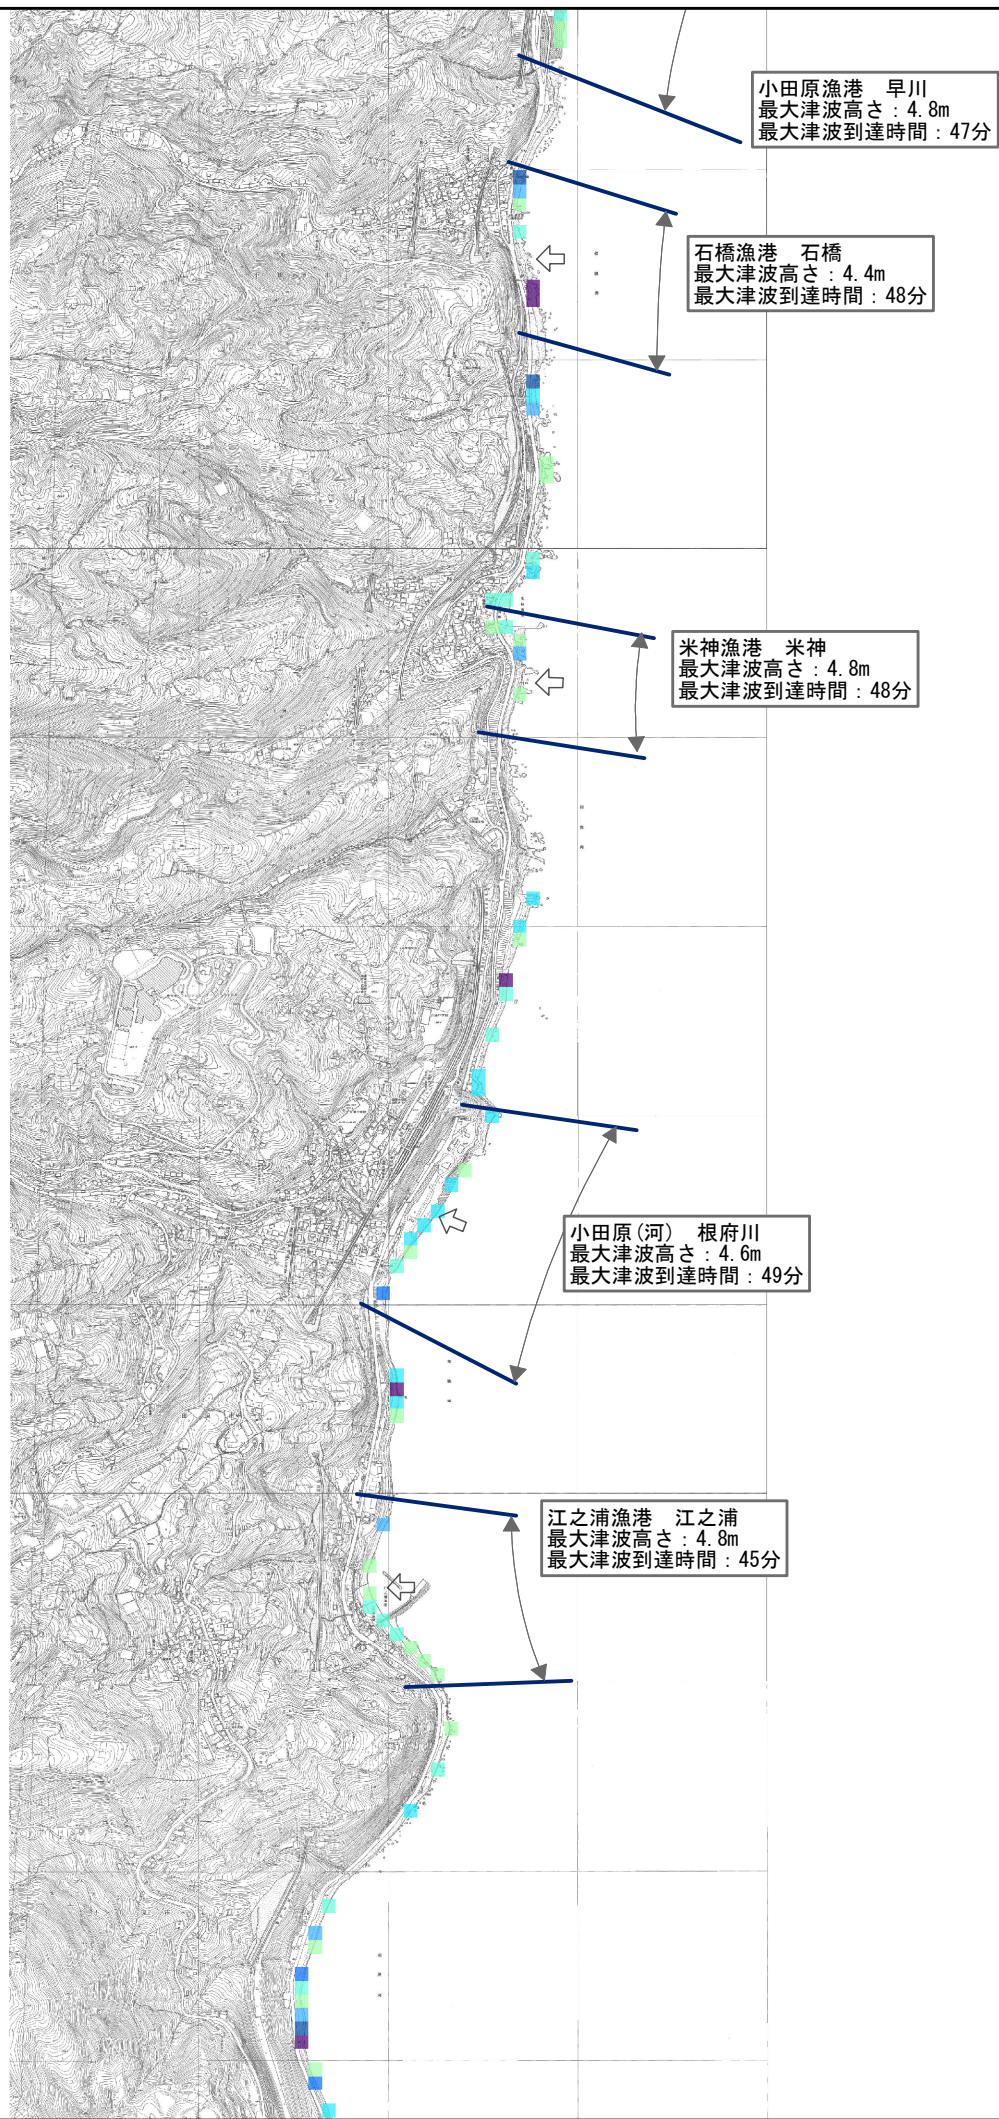 小田原漁港　早川
最大津波高さ：4.8m
最大津波到達時間：47分
石橋漁港　石橋
最大津波高さ：4.4m
最大津波到達時間：48分
米神漁港　米神
最大津波高さ：4.8m
最大津波到達時間：48分
小田原(河)　根府川
最大津波高さ：4.6m
最大津波到達時間：49分
江之浦漁港　江之浦
最大津波高さ：4.8m
最大津波到達時間：45分